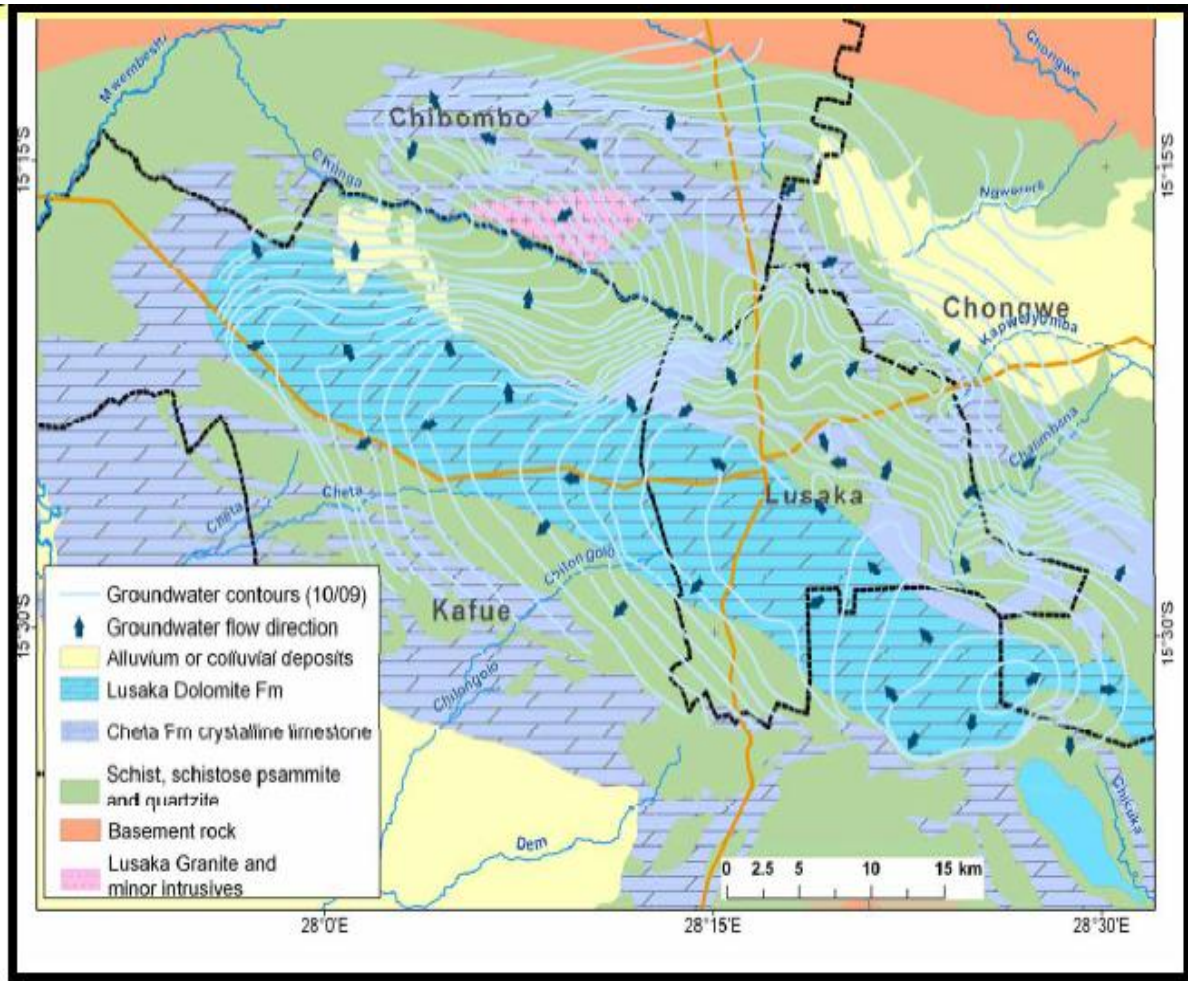 Mwembeshi
Chongwe
Chibombo
15°15'S
15°15'S
Chilinga
Ngwerere
Chongwe
Kapwelyomba
Chalimbana
Lusaka
Cheta
Cheta
Chilongolo
Kafue
15°30'S
15°30'S
Chilongolo
Chikuka
Dem
Groundwater contours (10/09)
Groundwater flow direction
Alluvium or colluvial deposits
Lusaka Dolomite Fm
Cheta Fm crystalline limestone
Schist, schistose psammite
and quartzite
Basement rock
Lusaka Granite and
minor intrusives
0 2.5 5 10 15 km
28°0'E
28°15'E
28°30'E